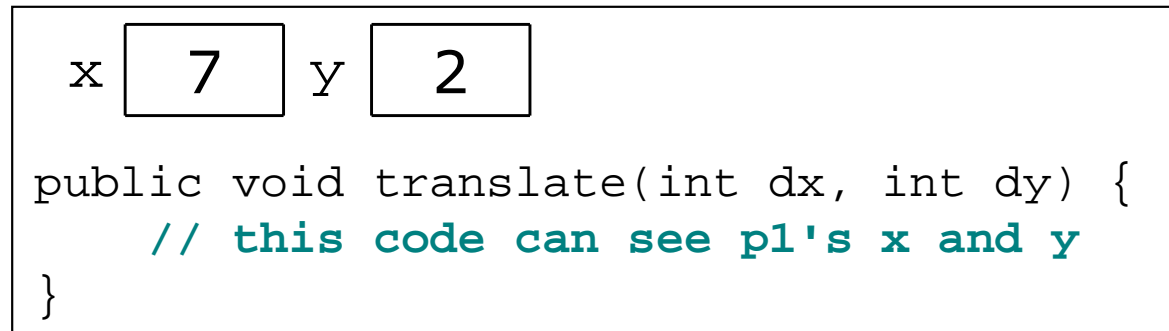 x 7 y 2
public void translate(int dx, int dy) {
// this code can see p1's x and y
}